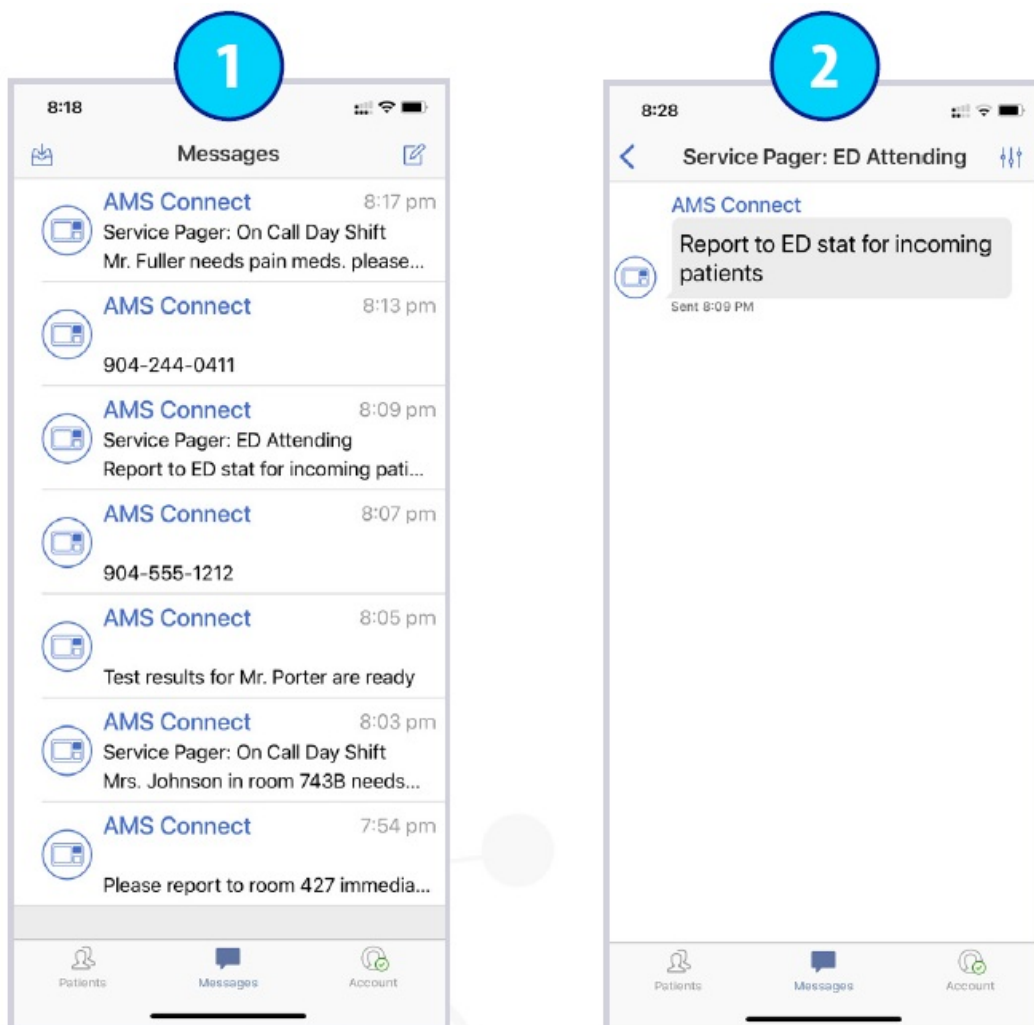 1
8:18
Messages
AMS Connect 8:17 pm
Service Pager: On Call Day Shift
Mr. Fuller needs pain meds. please...
AMS Connect 8:13 pm
904-244-0411
AMS Connect 8:09 pm
Service Pager: ED Attending
Report to ED stat for incoming pati...
AMS Connect 8:07 pm
904-555-1212
AMS Connect 8:05 pm
Test results for Mr. Porter are ready
AMS Connect 8:03 pm
Service Pager: On Call Day Shift
Mrs. Johnson in room 743B needs...
AMS Connect 7:54 pm
Please report to room 427 immedia...
Patients Messages Account
2
8:28
Service Pager: ED Attending
AMS Connect
Report to ED stat for incoming
patients
Sent 8:09 PM
Patients Messages Account